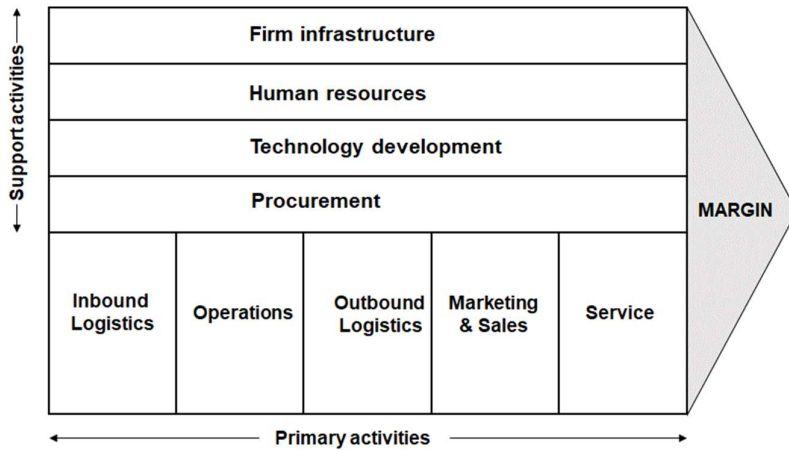 Support activities
Firm infrastructure
Human resources
Technology development
Procurement
MARGIN
Inbound
Logistics
Operations
Outbound
Logistics
Marketing
& Sales
Service
Primary activities